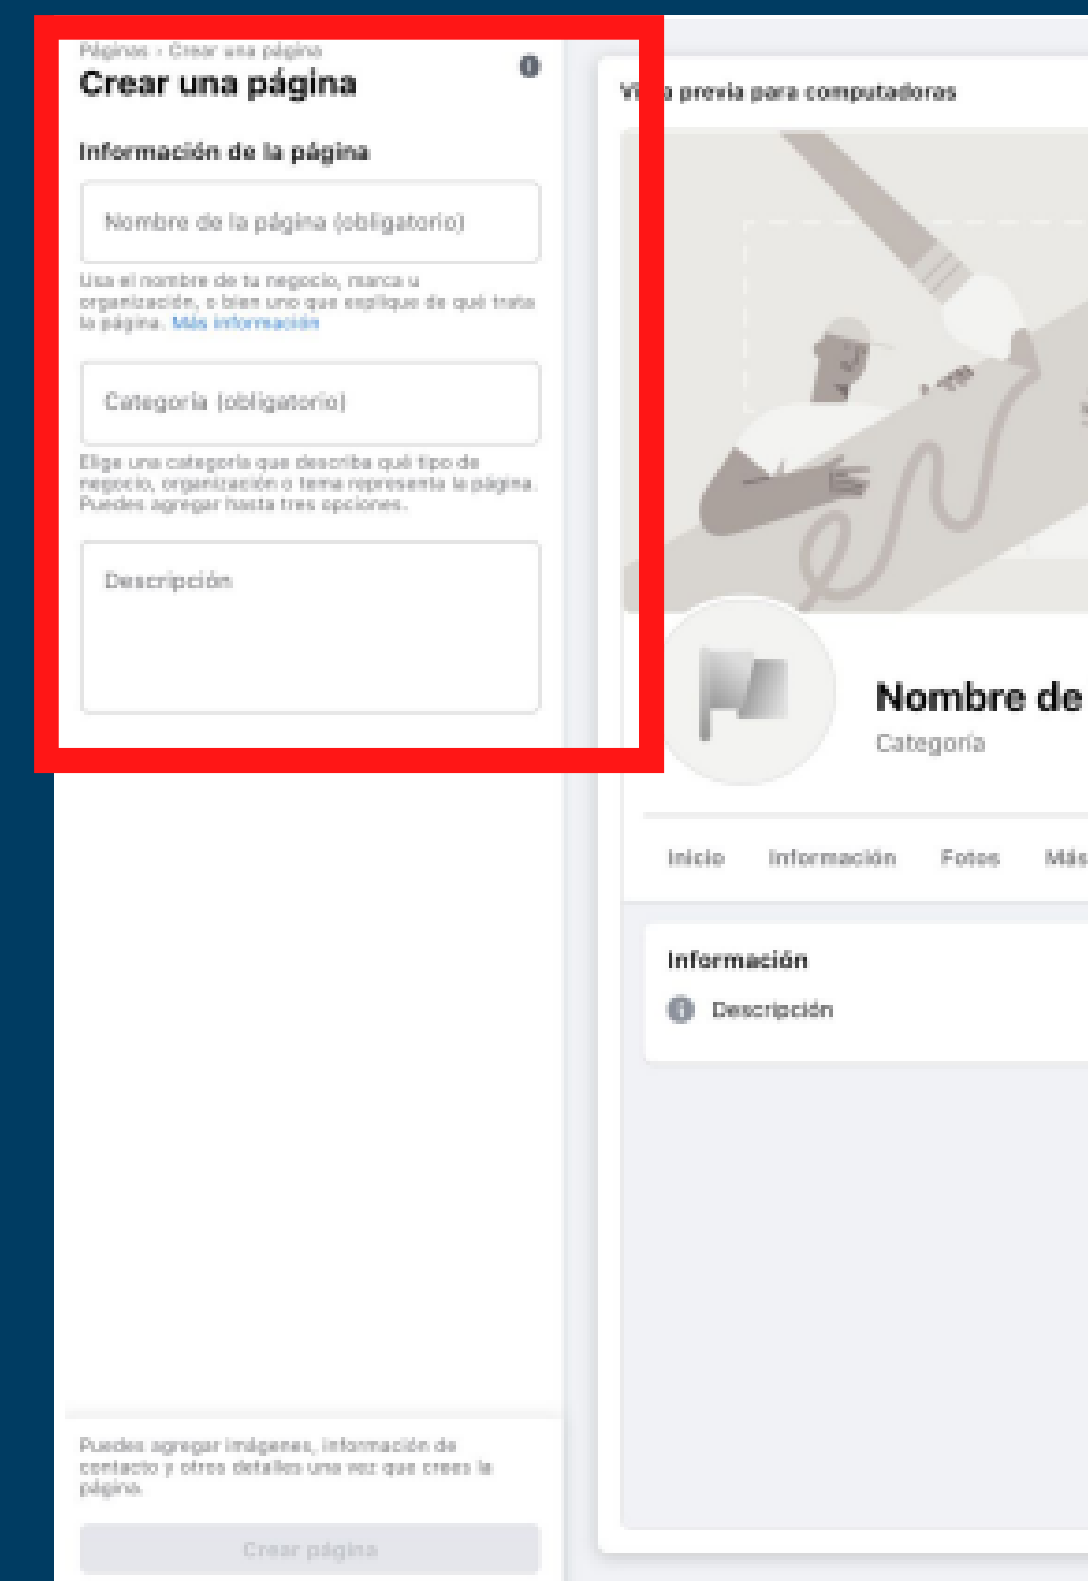 Páginas › Crear una página
Crear una página
Información de la página
Nombre de la página (obligatorio)
Usa el nombre de tu negocio, marca u
organización, o bien uno que explique de qué trata
la página. Más información
Categoría (obligatorio)
Elige una categoría que describa qué tipo de
negocio, organización o tema representa la página.
Puedes agregar hasta tres opciones.
Descripción
Puedes agregar imágenes, información de
contacto y otros detalles una vez que crees la
página.
Crear página
Vi a previa para computadoras
Nombre de
Categoría
Inicio Información Fotos Más
Información
Descripción